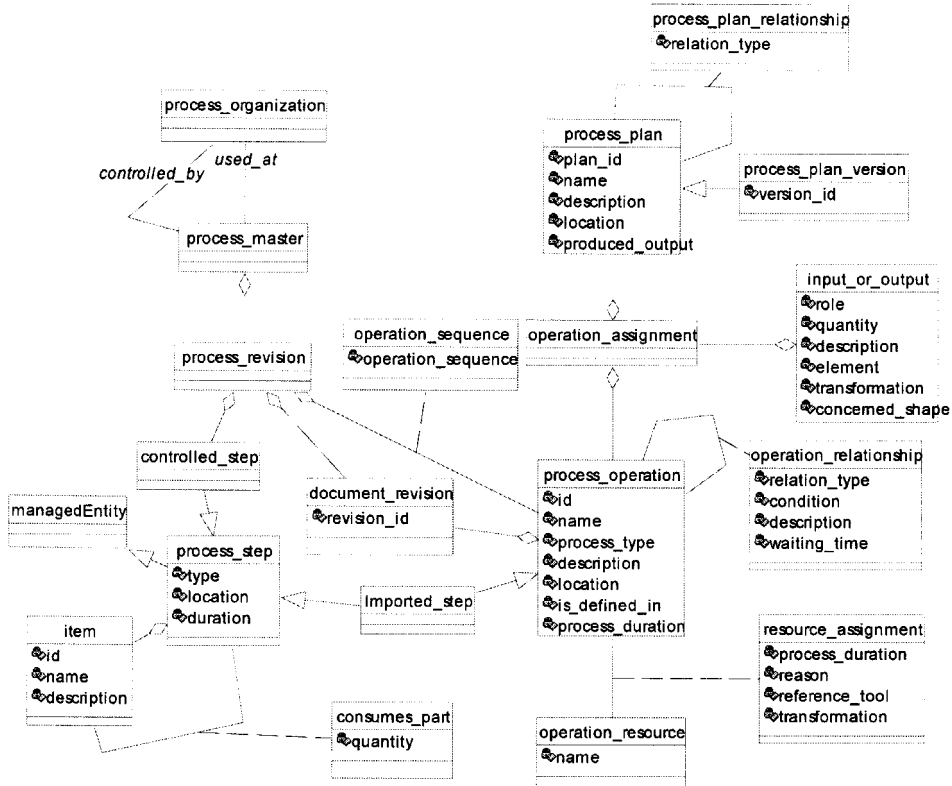 process_plan_relationship
relation_type
process_organization
used_at
controlled_by
process_master
process_plan
plan_id
name
description
location
produced_output
process_plan_version
version_id
input_or_output
role
quantity
description
element
transformation
concerned_shape
operation_sequence
operation_sequence
operation_assignment
process_revision
controlled_step
document_revision
revision_id
process_operation
id
name
process_type
description
location
is_defined_in
process_duration
operation_relationship
relation_type
condition
description
waiting_time
managedEntity
process_step
type
location
duration
Imported_step
item
id
name
description
resource_assignment
process_duration
reason
reference_tool
transformation
consumes_part
quantity
operation_resource
name